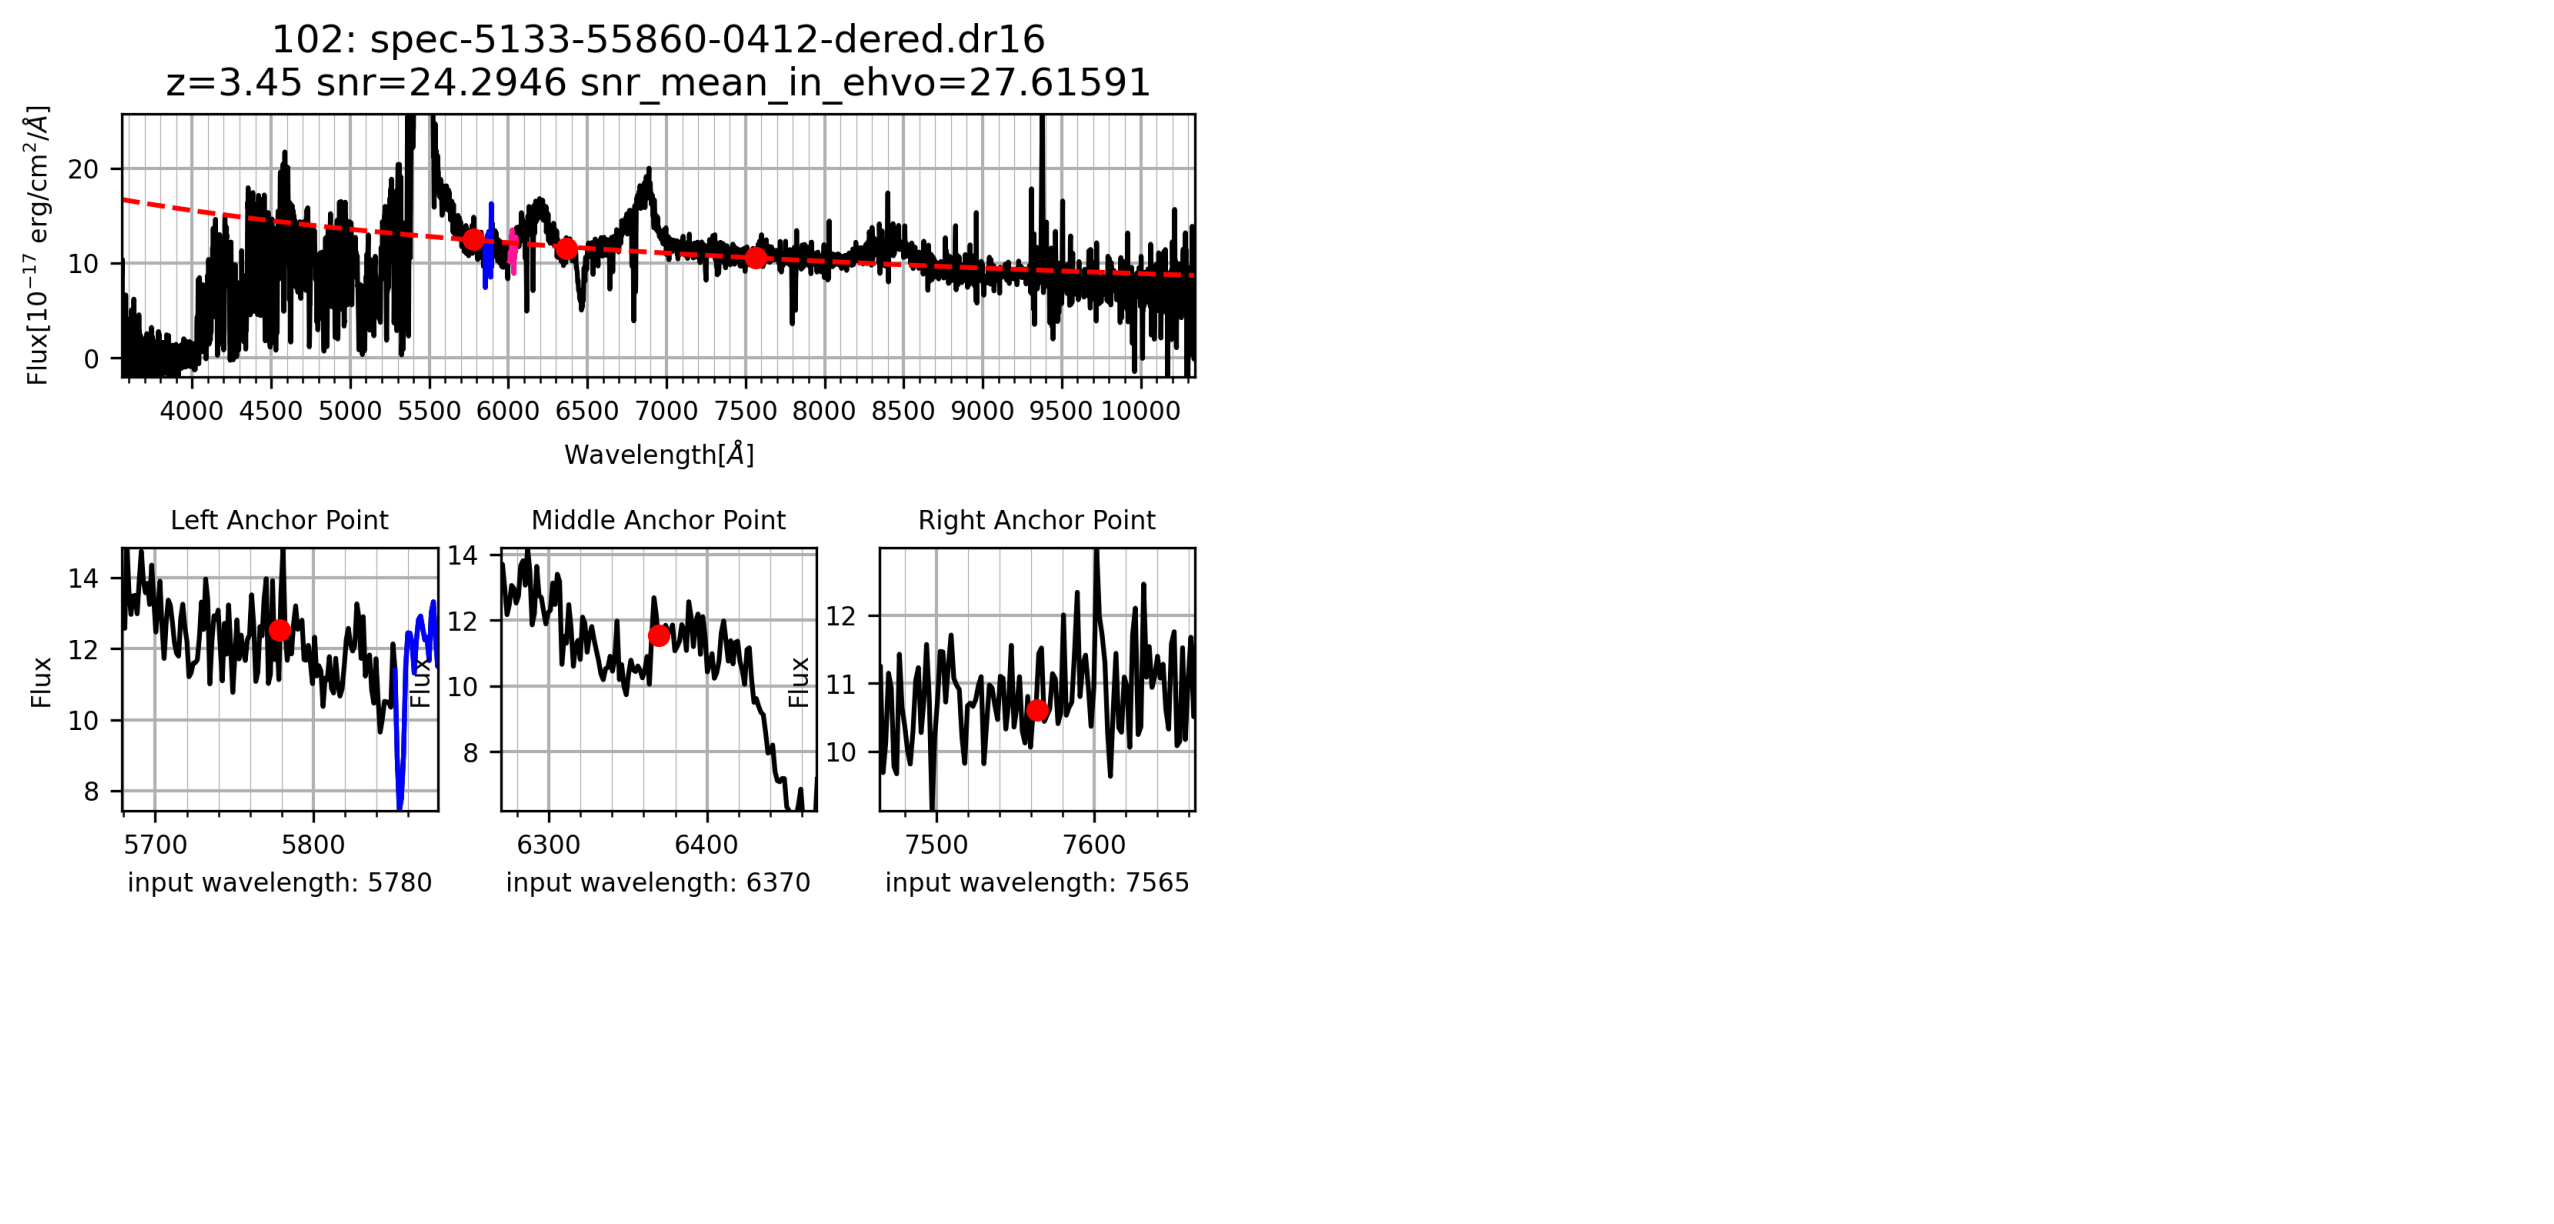 102: spec-5133-55860-0412-dered.dr16
z=3.45 snr=24.2946 snr_mean_in_ehvo=27.61591
Flux[10⁻¹⁷ erg/cm²/Å]
20
10
0
4000 4500 5000 5500 6000 6500 7000 7500 8000 8500 9000 9500 10000
Wavelength[Å]
Left Anchor Point
Flux
14
12
10
8
5700 5800
input wavelength: 5780
Middle Anchor Point
Flux
14
12
10
8
6300 6400
input wavelength: 6370
Right Anchor Point
Flux
12
11
10
7500 7600
input wavelength: 7565